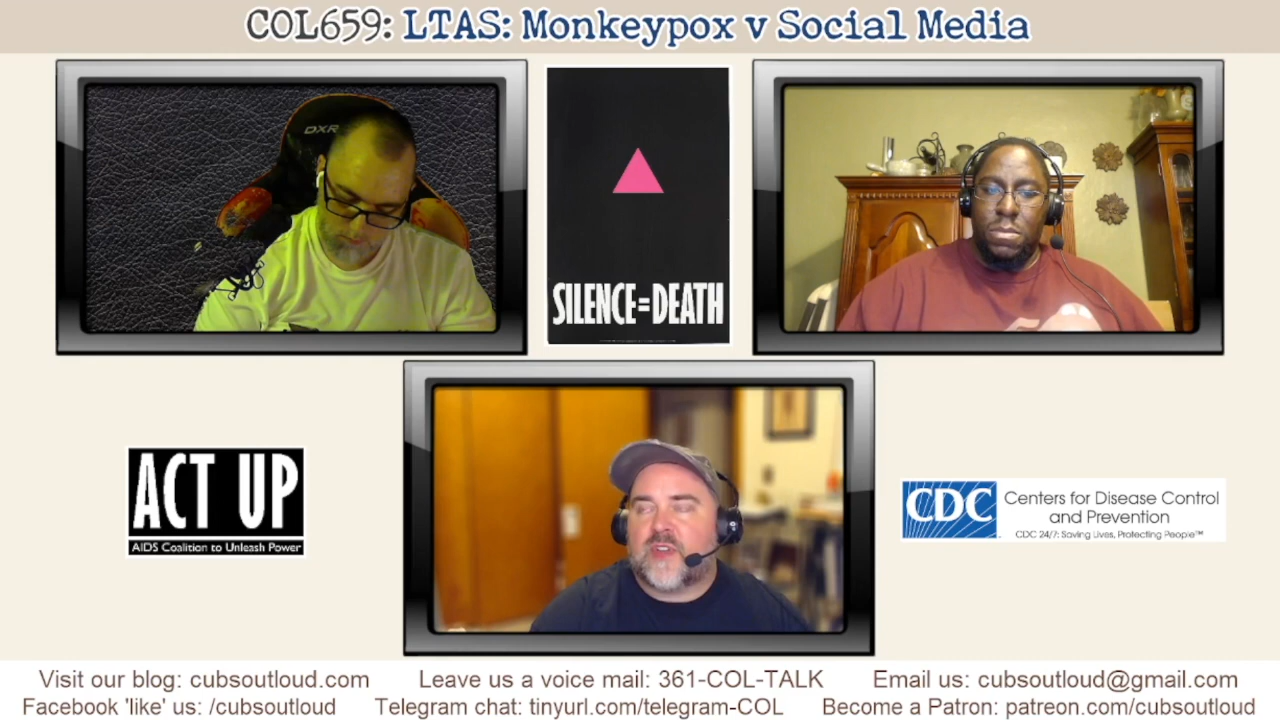 COL659: LTAS: Monkeypox v Social Media
DXR
SILENCE=DEATH
ACT UP
AIDS Coalition to Unleash Power
CDC
Centers for Disease Control
and Prevention
CDC 24/7: Saving Lives, Protecting People™
Visit our blog: cubsoutloud.com
Leave us a voice mail: 361-COL-TALK
Email us: cubsoutloud@gmail.com
Facebook 'like' us: /cubsoutloud
Telegram chat: tinyurl.com/telegram-COL
Become a Patron: patreon.com/cubsoutloud